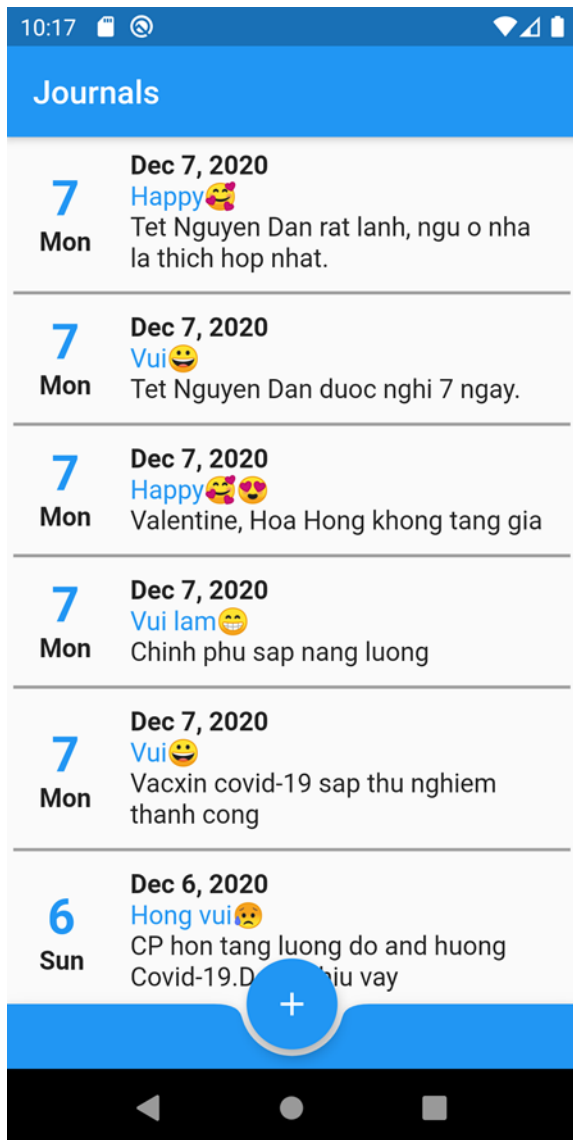 10:17
Journals
7
Mon
Dec 7, 2020
Happy🥰
Tet Nguyen Dan rat lanh, ngu o nha
la thich hop nhat.
7
Mon
Dec 7, 2020
Vui😀
Tet Nguyen Dan duoc nghi 7 ngay.
7
Mon
Dec 7, 2020
Happy🥰😍
Valentine, Hoa Hong khong tang gia
7
Mon
Dec 7, 2020
Vui lam😁
Chinh phu sap nang luong
7
Mon
Dec 7, 2020
Vui😀
Vacxin covid-19 sap thu nghiem
thanh cong
6
Sun
Dec 6, 2020
Hong vui😥
CP hon tang luong do and huong
Covid-19. vay
+